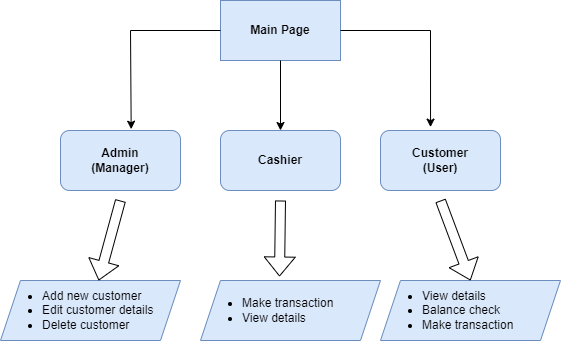 Main Page
Admin
(Manager)
Cashier
Customer
(User)
• Add new customer
• Edit customer details
• Delete customer
• Make transaction
• View details
• View details
• Balance check
• Make transaction